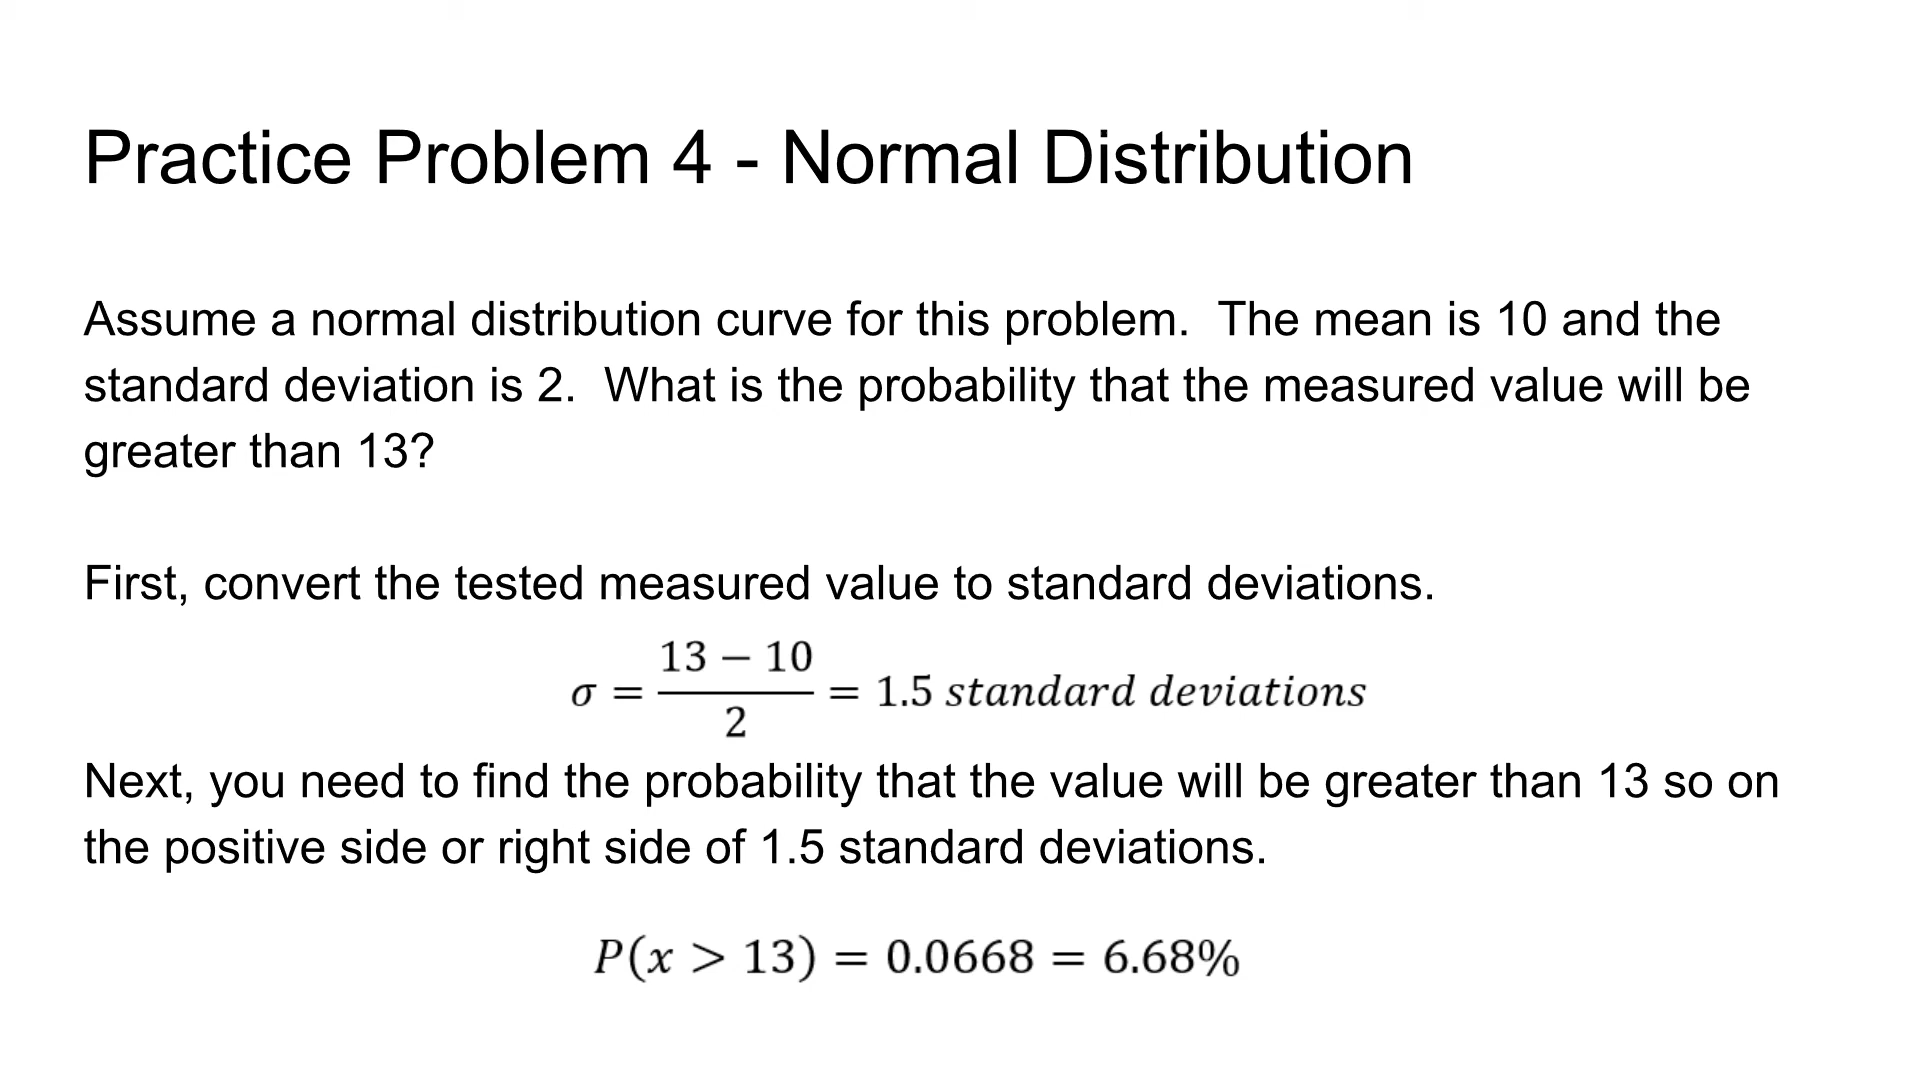 Practice Problem 4 - Normal Distribution
Assume a normal distribution curve for this problem.  The mean is 10 and the
standard deviation is 2.  What is the probability that the measured value will be
greater than 13?
First, convert the tested measured value to standard deviations.
σ = (13 − 10)/2 = 1.5 standard deviations
Next, you need to find the probability that the value will be greater than 13 so on
the positive side or right side of 1.5 standard deviations.
P(x > 13) = 0.0668 = 6.68%